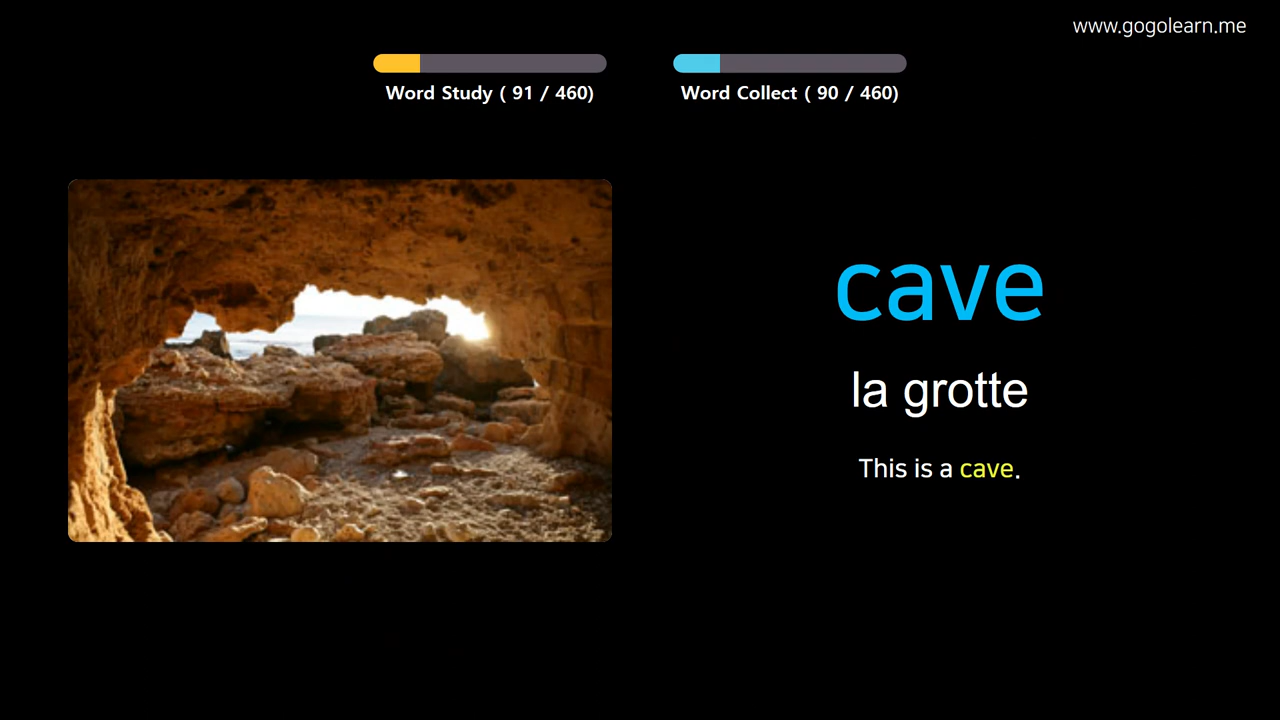 www.gogolearn.me
Word Study ( 91 / 460)
Word Collect ( 90 / 460)
cave
la grotte
This is a cave.